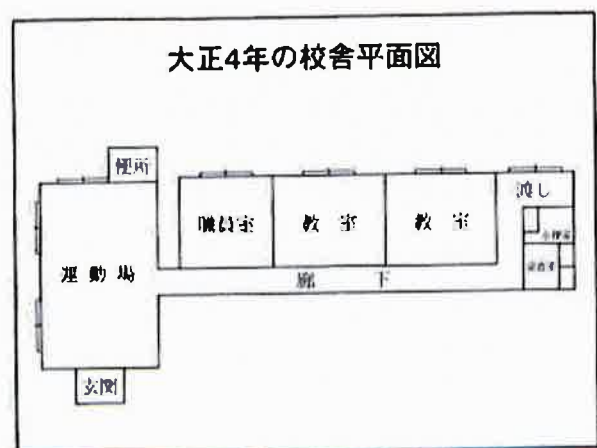 大正4年の校舎平面図
便所
渡し
職員室
教室
教室
運動場
廊下
玄関